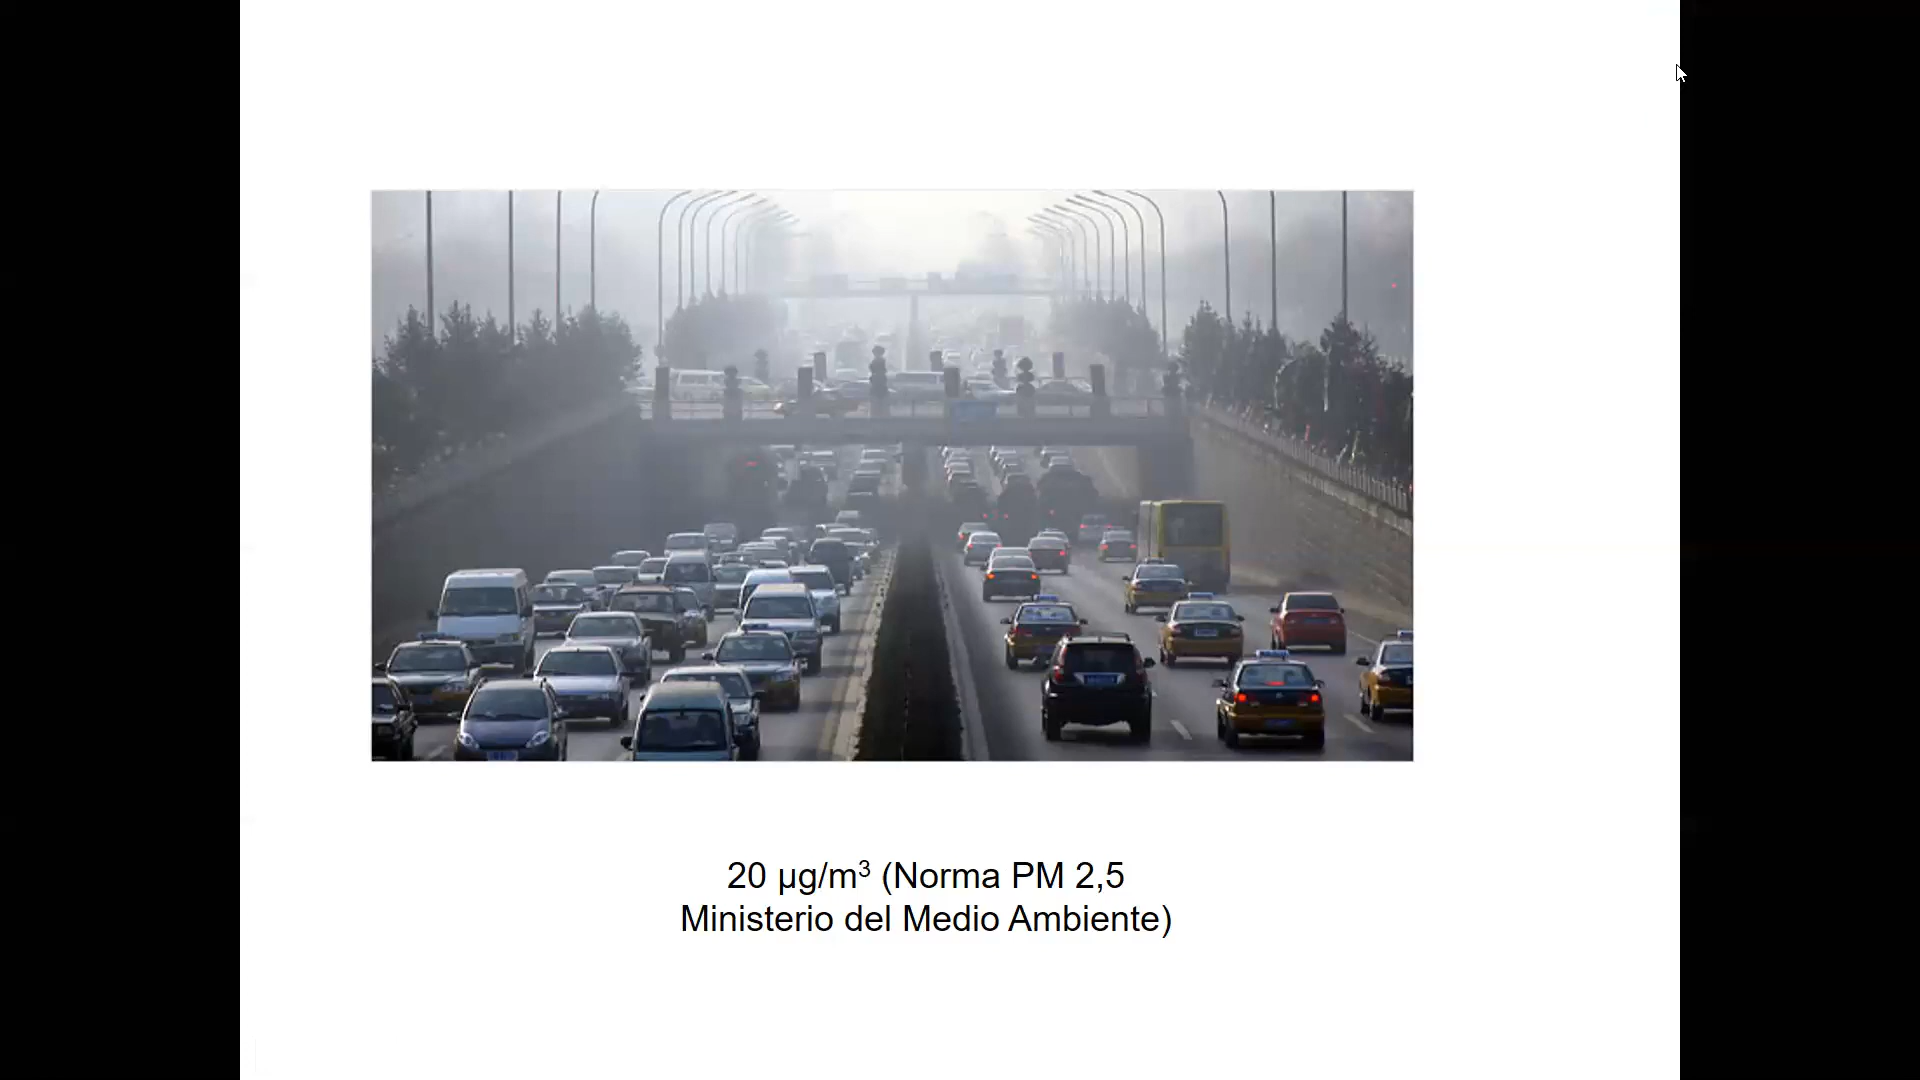 20 µg/m³ (Norma PM 2,5
Ministerio del Medio Ambiente)